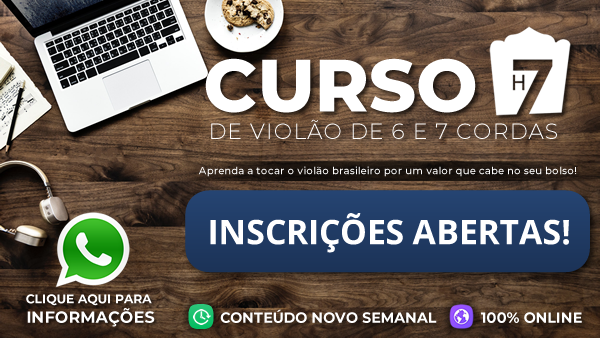 CURSO
H7
DE VIOLÃO DE 6 E 7 CORDAS
Aprenda a tocar o violão brasileiro por um valor que cabe no seu bolso!
INSCRIÇÕES ABERTAS!
CLIQUE AQUI PARA
INFORMAÇÕES
CONTEÚDO NOVO SEMANAL
100% ONLINE